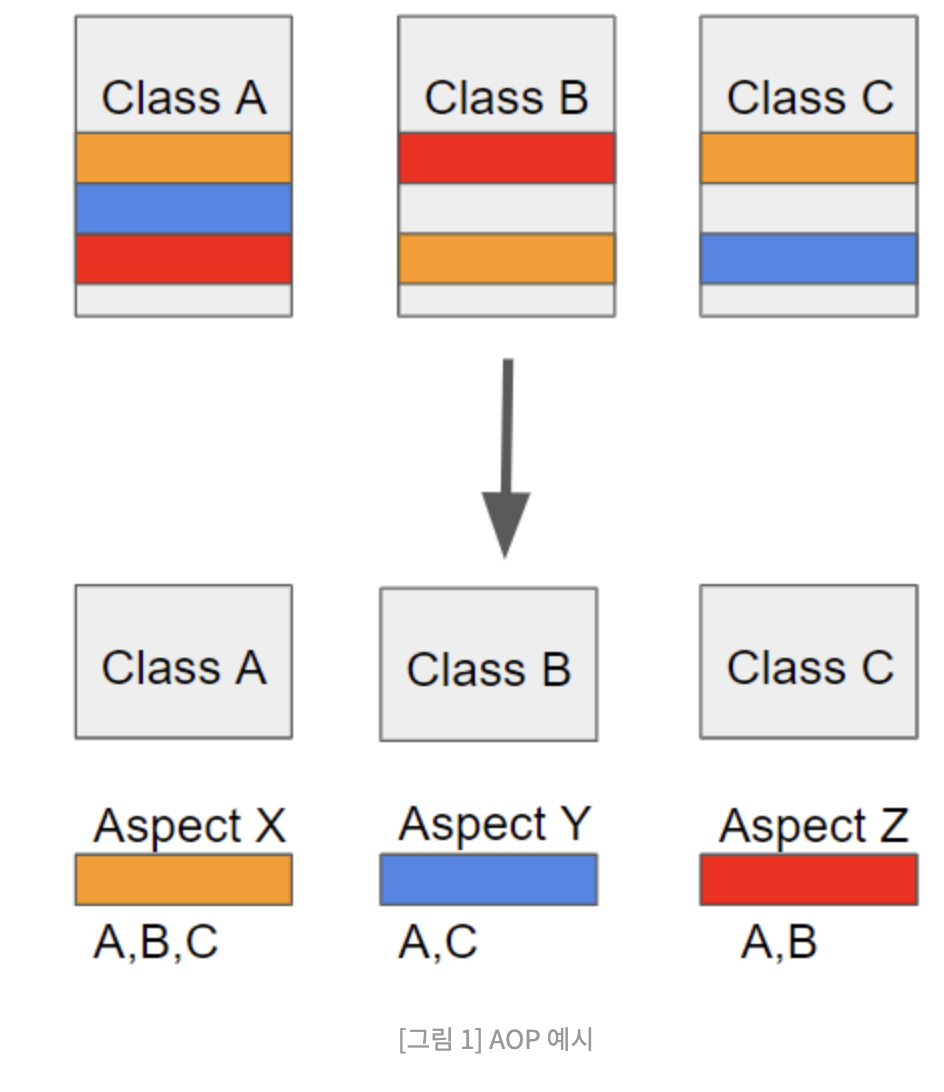 Class A
Class B
Class C
Class A
Class B
Class C
Aspect X
Aspect Y
Aspect Z
A,B,C
A,C
A,B
[그림 1] AOP 예시